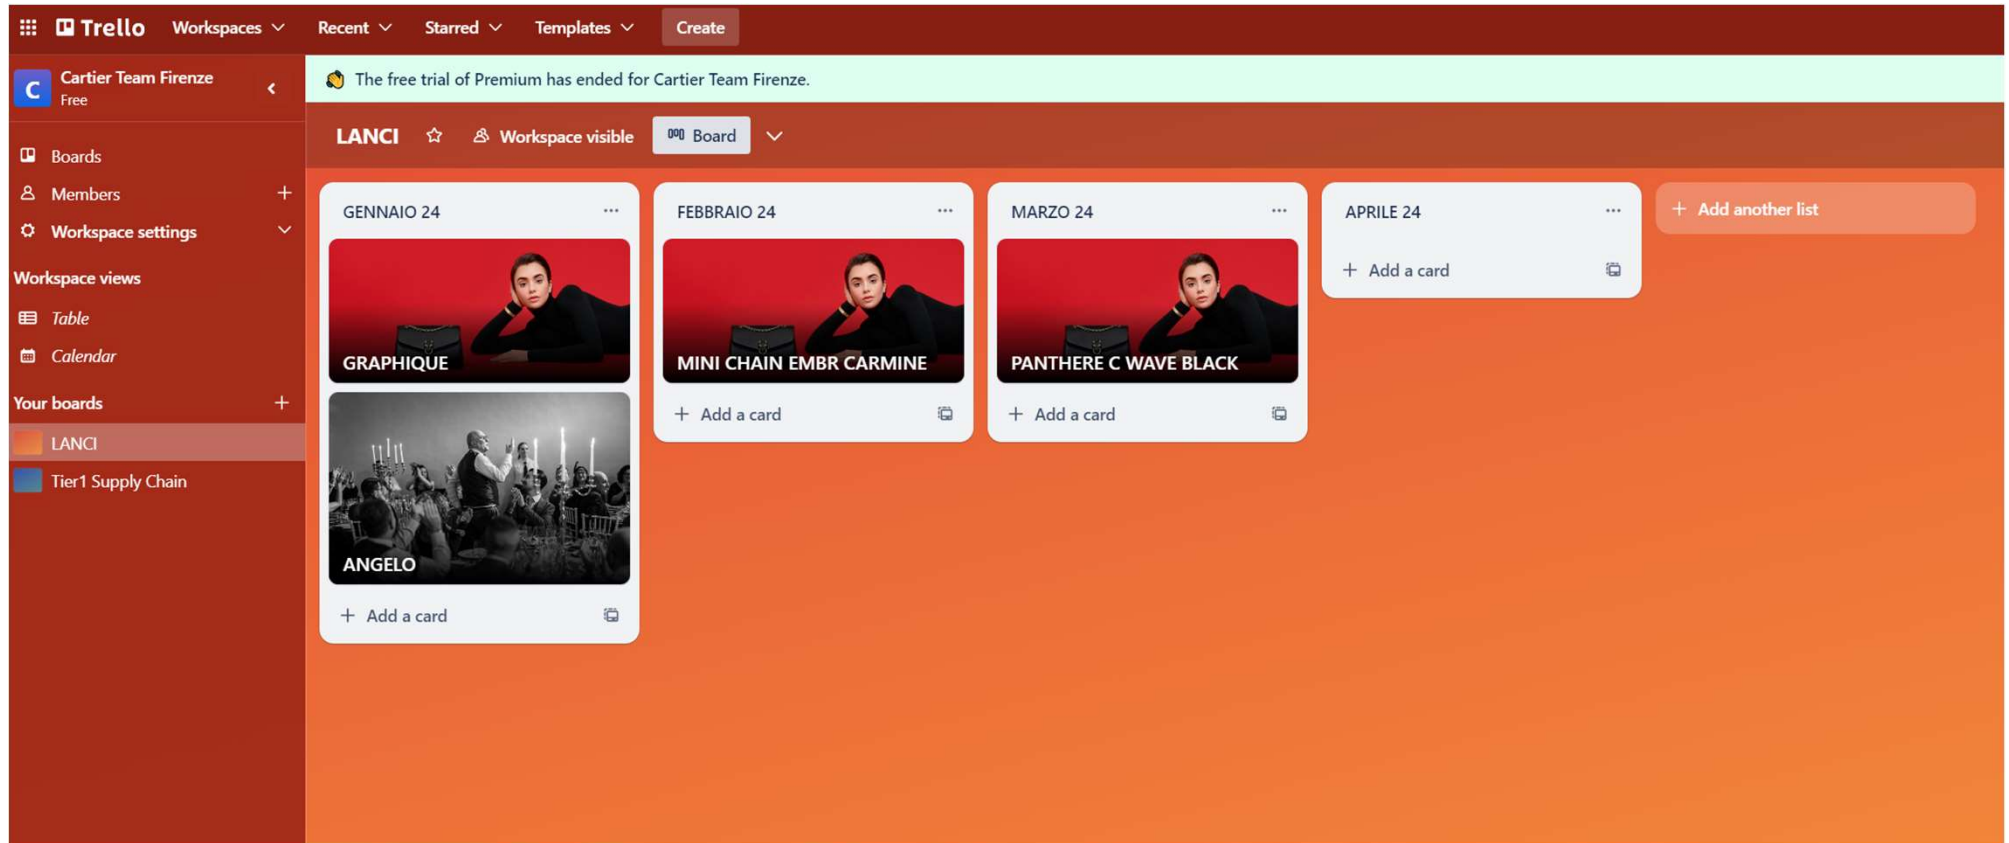 Trello
Workspaces
Recent
Starred
Templates
Create
C
Cartier Team Firenze
Free
The free trial of Premium has ended for Cartier Team Firenze.
LANCI
Workspace visible
Board
Boards
Members
Workspace settings
Workspace views
Table
Calendar
Your boards
LANCI
Tier1 Supply Chain
GENNAIO 24
GRAPHIQUE
ANGELO
+ Add a card
FEBBRAIO 24
MINI CHAIN EMBR CARMINE
+ Add a card
MARZO 24
PANTHERE C WAVE BLACK
+ Add a card
APRILE 24
+ Add a card
+ Add another list